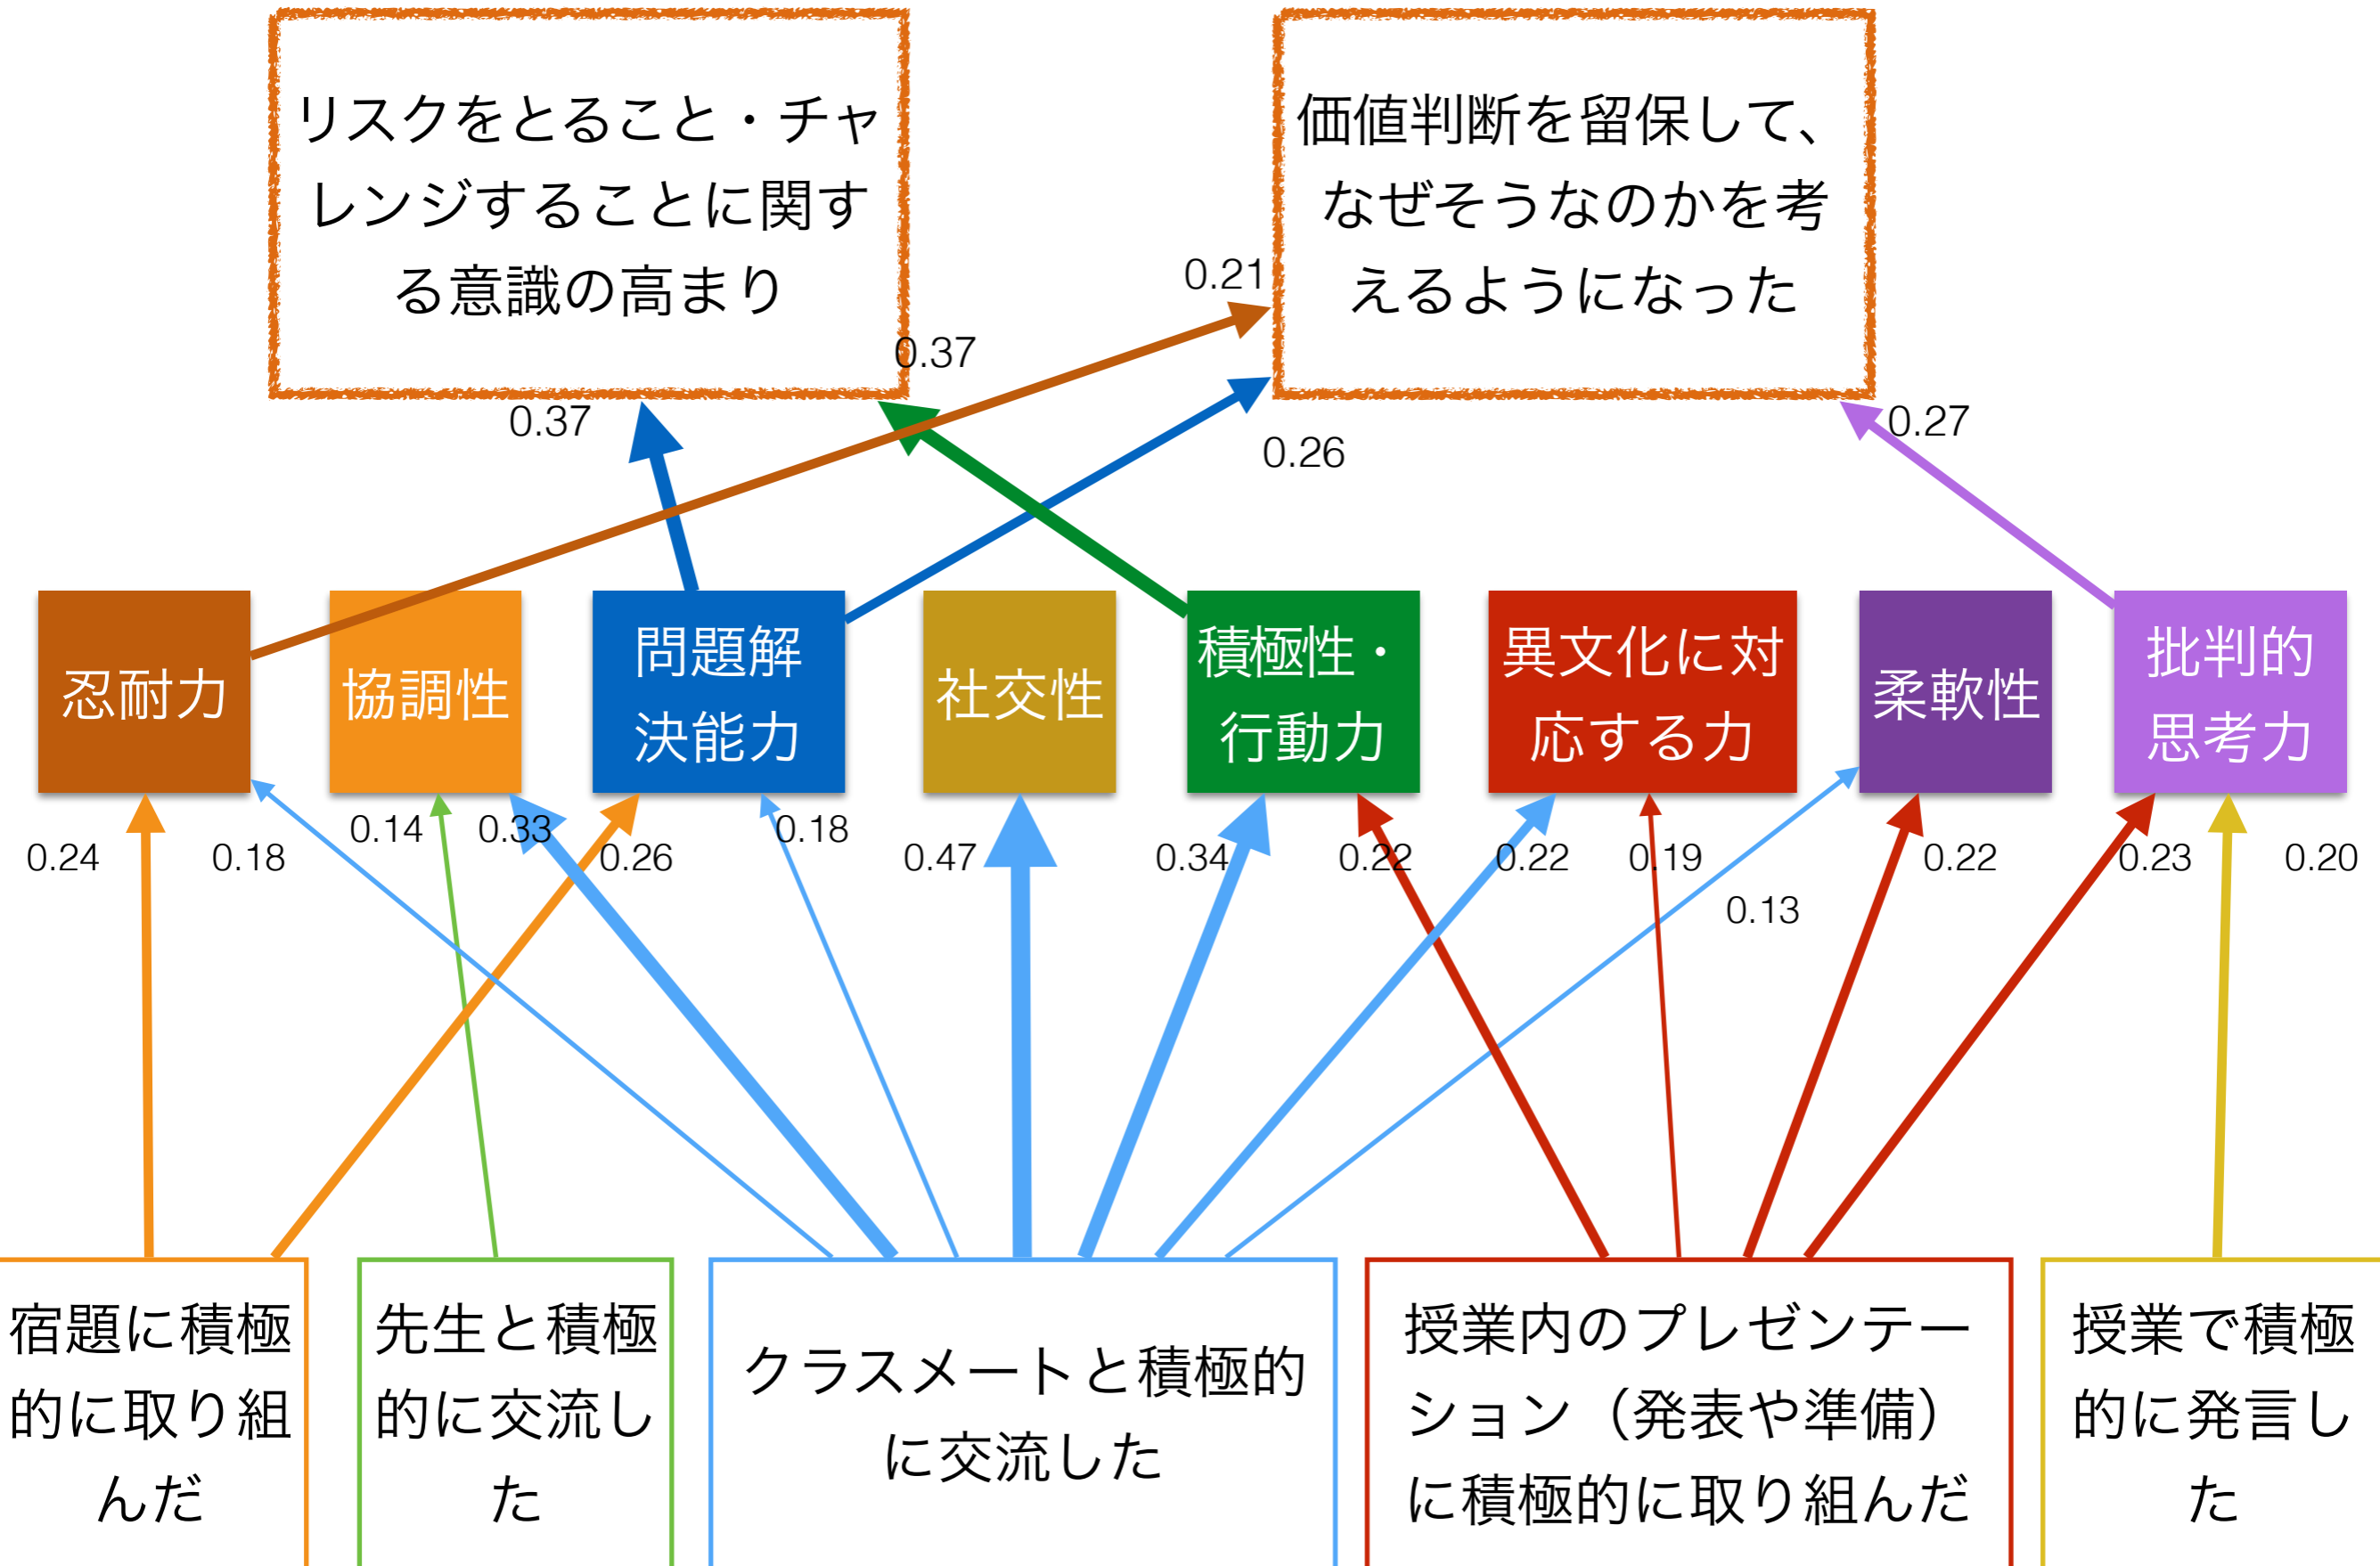 リスクをとること・チャ
レンジすることに関す
る意識の高まり
価値判断を留保して、
なぜそうなのかを考
えるようになった
0.21
0.37
0.37
0.26
0.27
忍耐力
協調性
問題解
決能力
社交性
積極性・
行動力
異文化に対
応する力
柔軟性
批判的
思考力
0.24
0.18
0.14
0.33
0.26
0.18
0.47
0.34
0.22
0.22
0.19
0.13
0.22
0.23
0.20
宿題に積極
的に取り組
んだ
先生と積極
的に交流し
た
クラスメートと積極的
に交流した
授業内のプレゼンテー
ション（発表や準備）
に積極的に取り組んだ
授業で積極
的に発言し
た